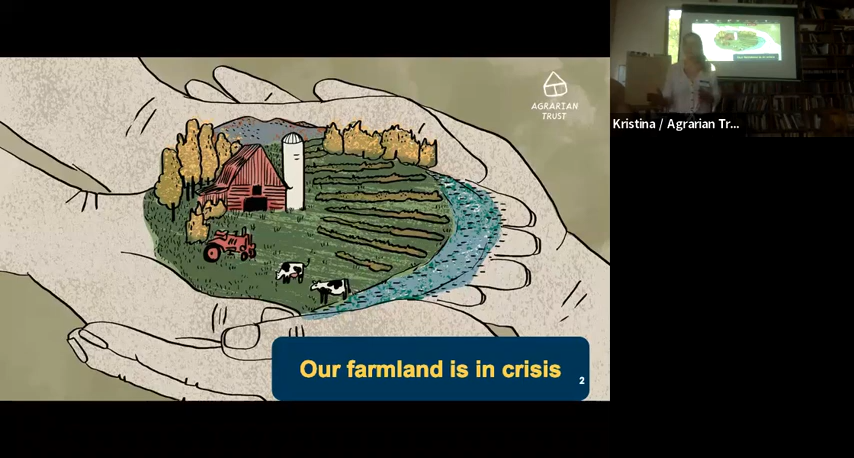 AGRARIAN
TRUST
Our farmland is in crisis
2
Kristina / Agrarian Tr...